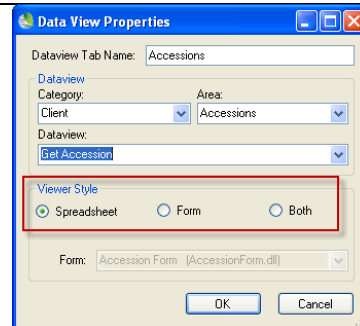 Data View Properties
Dataview Tab Name: Accessions
Dataview
Category: Area:
Client Accessions
Dataview:
Get Accession
Viewer Style
Spreadsheet Form Both
Form: Accession Form (AccessionForm.dll)
OK Cancel